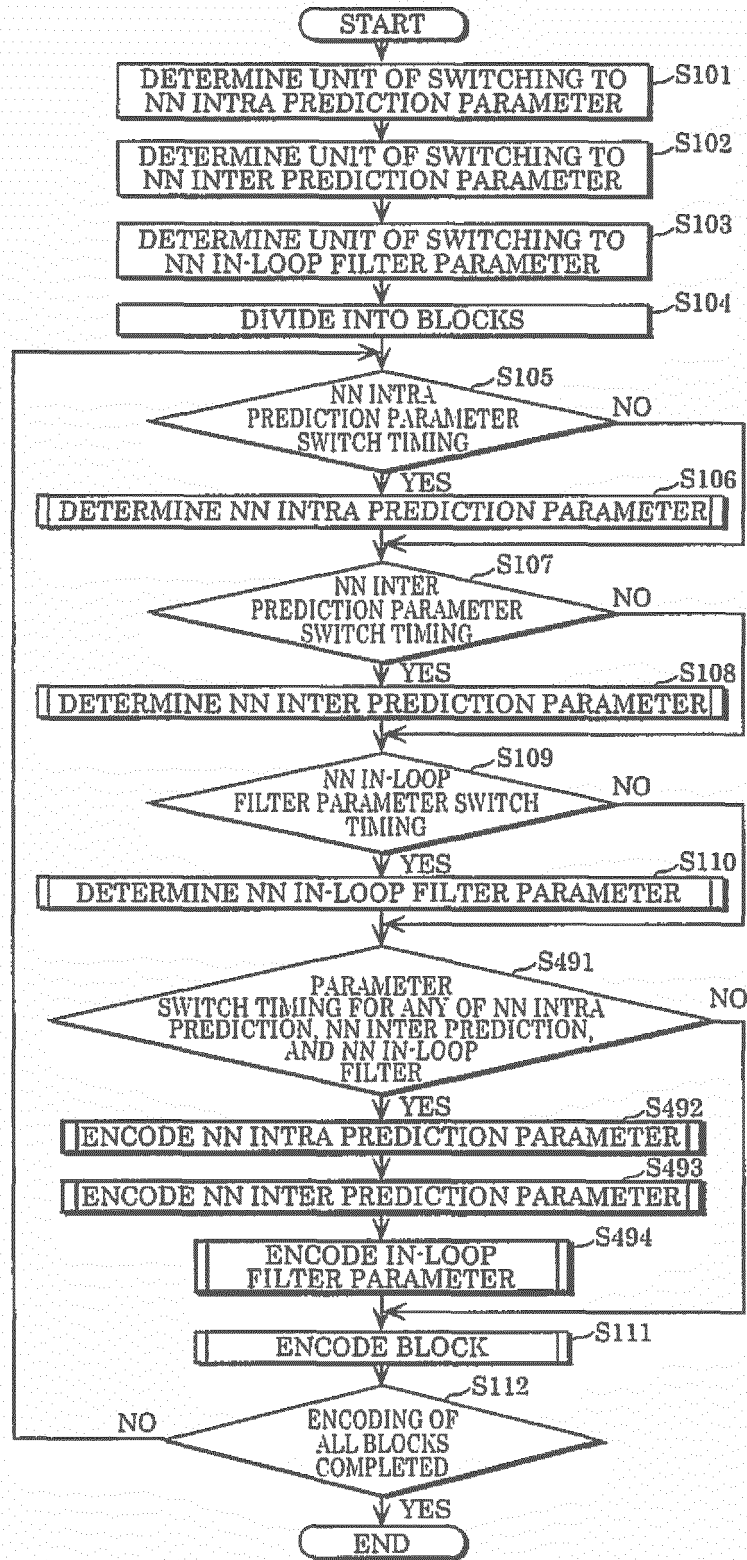 START
DETERMINE UNIT OF SWITCHING TO
NN INTRA PREDICTION PARAMETER
S101
DETERMINE UNIT OF SWITCHING TO
NN INTER PREDICTION PARAMETER
S102
DETERMINE UNIT OF SWITCHING TO
NN IN-LOOP FILTER PARAMETER
S103
DIVIDE INTO BLOCKS
S104
S105
NN INTRA
PREDICTION PARAMETER
SWITCH TIMING
NO
YES
S106
DETERMINE NN INTRA PREDICTION PARAMETER
S107
NN INTER
PREDICTION PARAMETER
SWITCH TIMING
NO
YES
S108
DETERMINE NN INTER PREDICTION PARAMETER
S109
NN IN-LOOP
FILTER PARAMETER SWITCH
TIMING
NO
YES
S110
DETERMINE NN IN-LOOP FILTER PARAMETER
S491
PARAMETER
SWITCH TIMING FOR ANY OF NN INTRA
PREDICTION, NN INTER PREDICTION,
AND NN IN-LOOP
FILTER
NO
YES
S492
ENCODE NN INTRA PREDICTION PARAMETER
S493
ENCODE NN INTER PREDICTION PARAMETER
S494
ENCODE IN-LOOP
FILTER PARAMETER
S111
ENCODE BLOCK
S112
NO
ENCODING OF
ALL BLOCKS
COMPLETED
YES
END